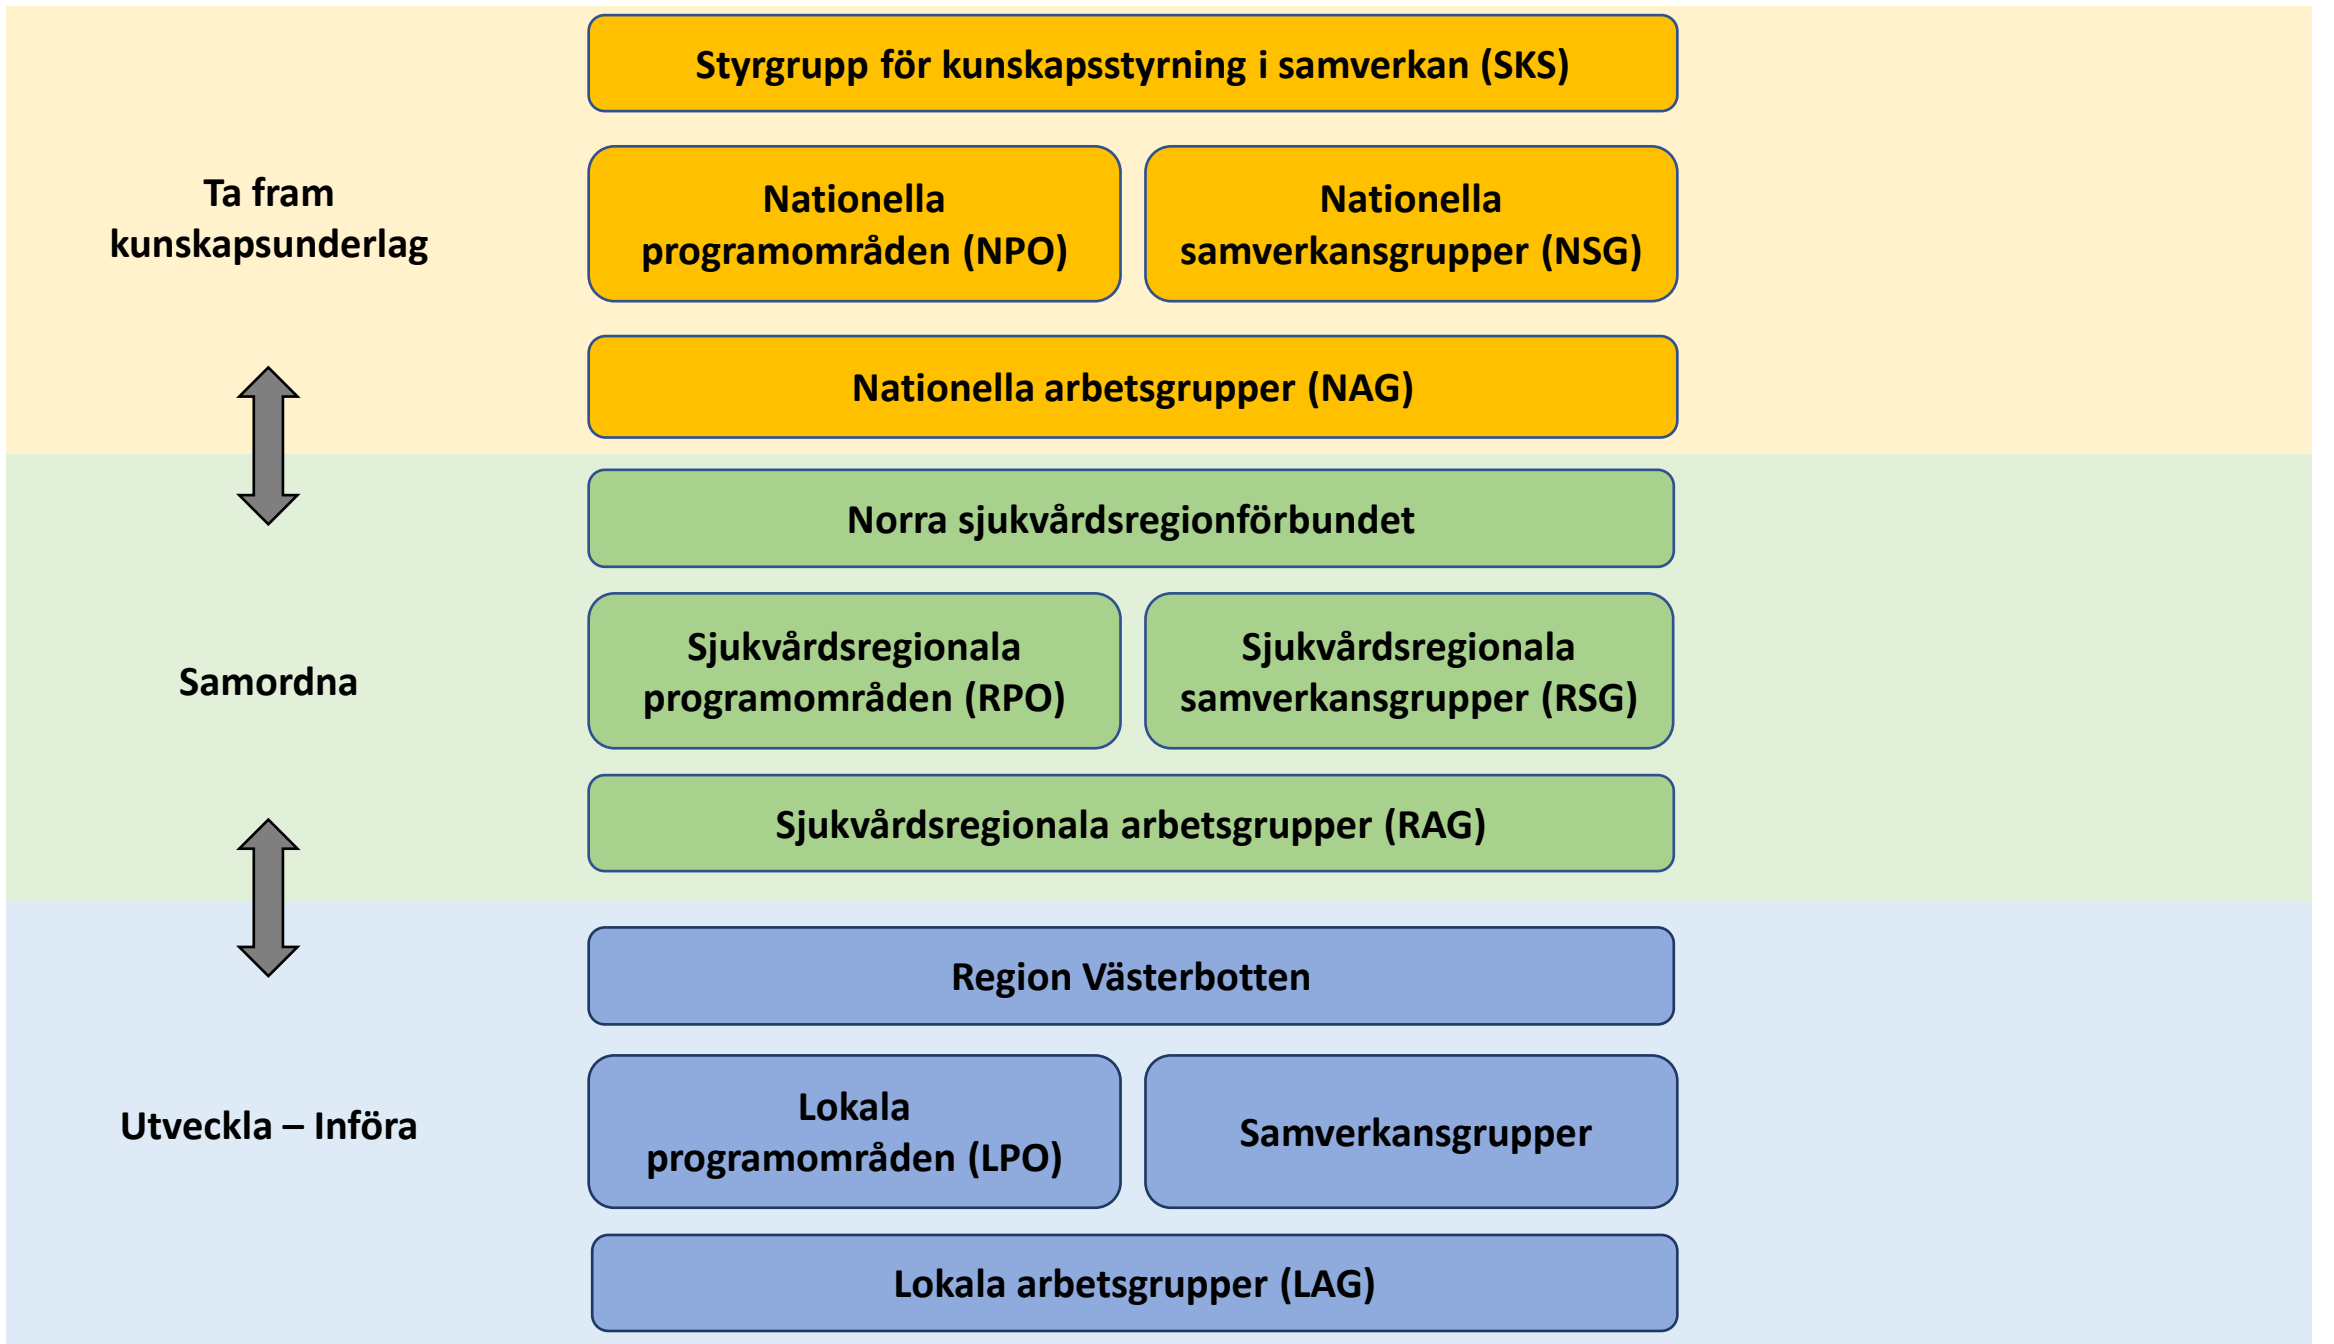 Styrgrupp för kunskapsstyrning i samverkan (SKS)
Ta fram
kunskapsunderlag
Nationella
programområden (NPO)
Nationella
samverkansgrupper (NSG)
Nationella arbetsgrupper (NAG)
Norra sjukvårdsregionförbundet
Samordna
Sjukvårdsregionala
programområden (RPO)
Sjukvårdsregionala
samverkansgrupper (RSG)
Sjukvårdsregionala arbetsgrupper (RAG)
Region Västerbotten
Utveckla – Införa
Lokala
programområden (LPO)
Samverkansgrupper
Lokala arbetsgrupper (LAG)